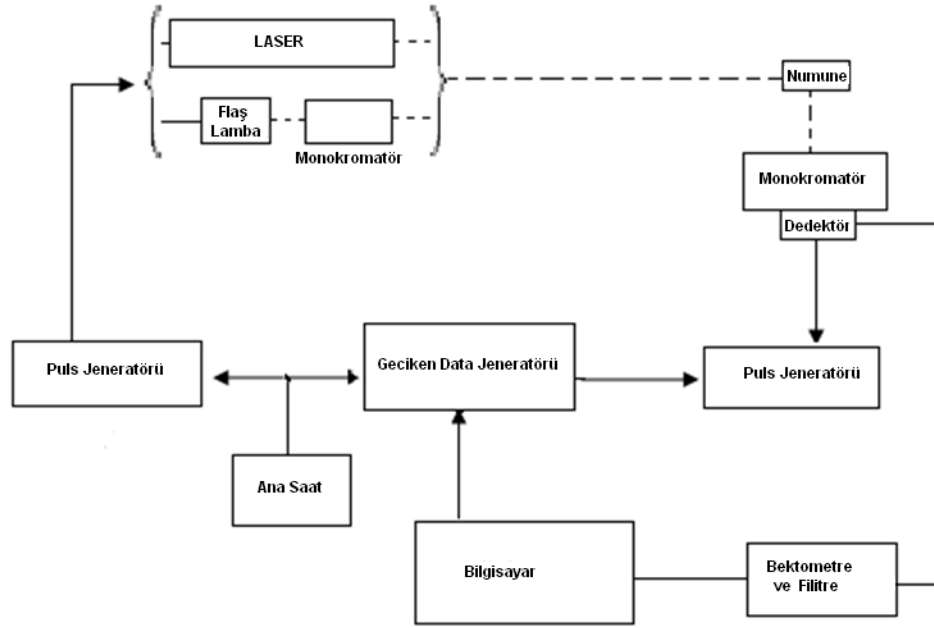 LASER
Flaş
Lamba
Monokromatör
Numune
Monokromatör
Dedektör
Puls Jeneratörü
Geciken Data Jeneratörü
Puls Jeneratörü
Ana Saat
Bilgisayar
Bektometre
ve Filitre